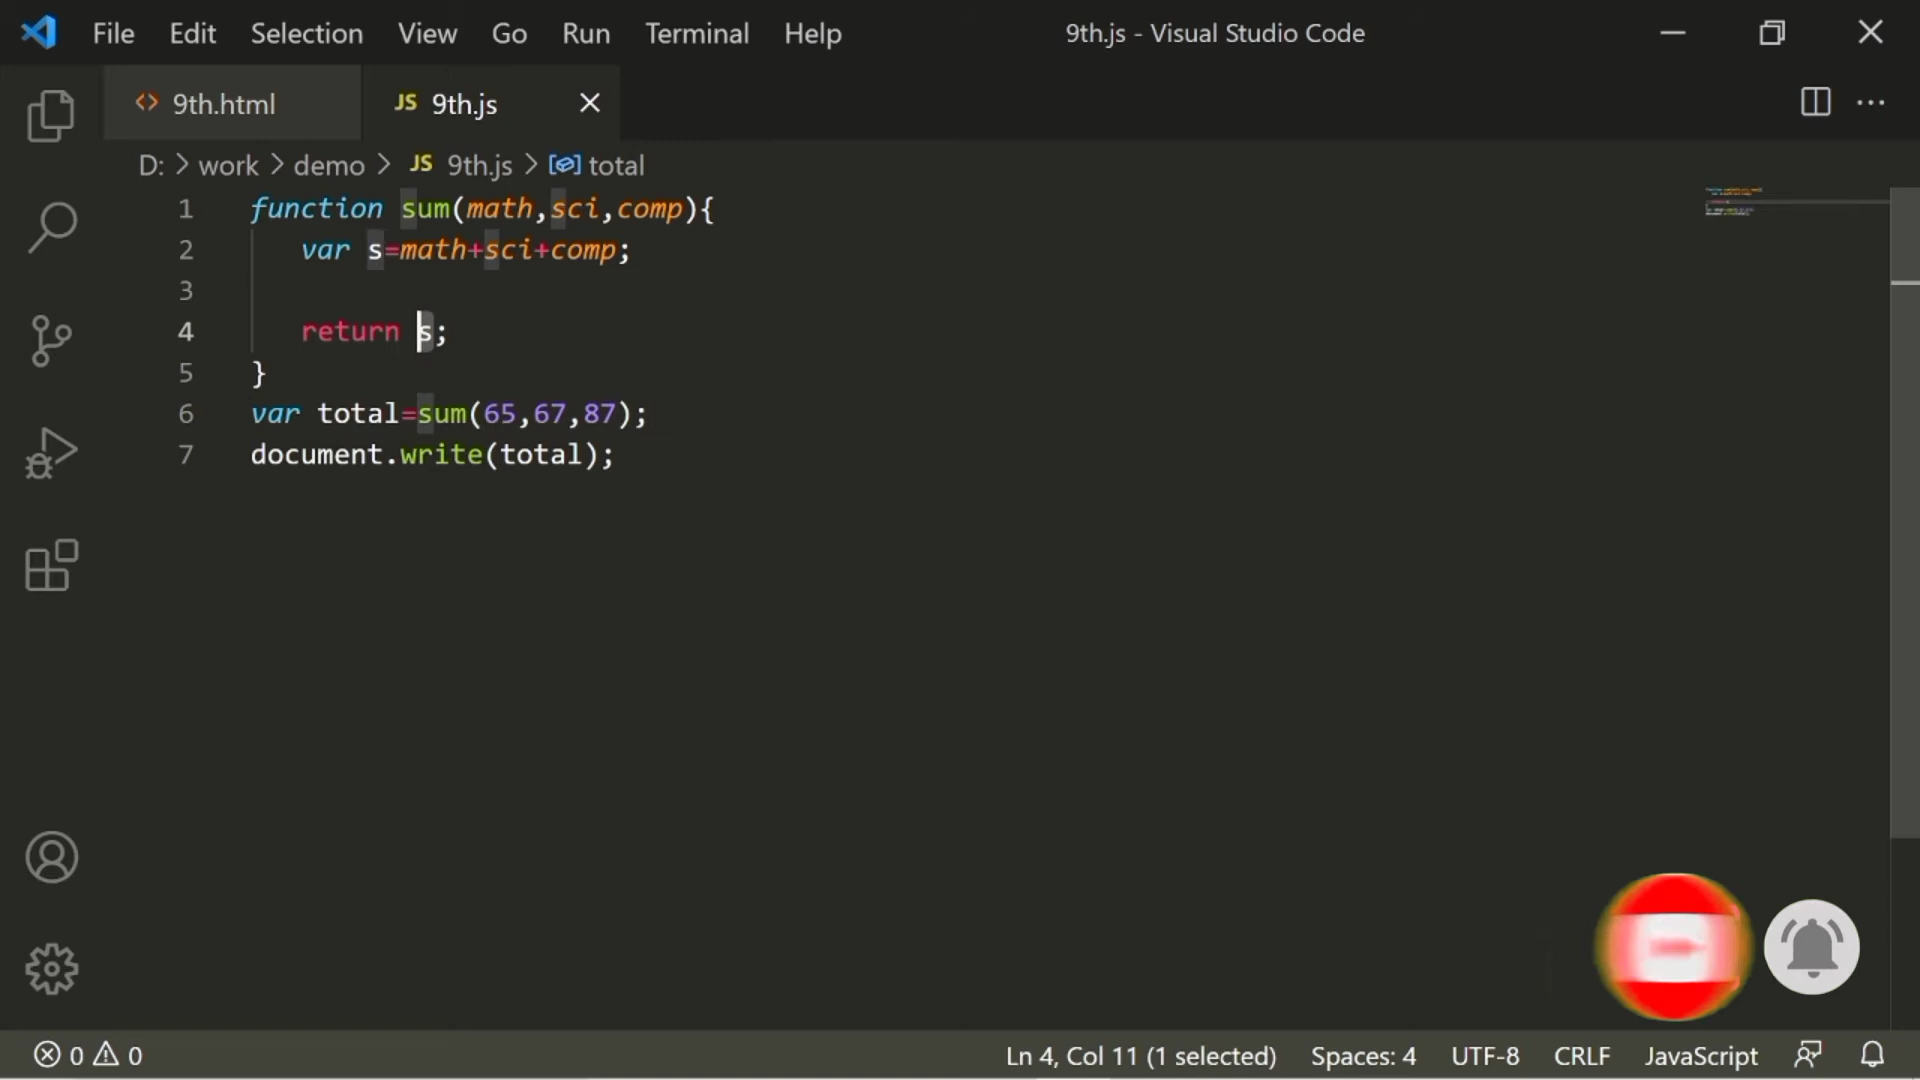 File Edit Selection View Go Run Terminal Help 9th.js - Visual Studio Code
<> 9th.html JS 9th.js
D: > work > demo > JS 9th.js > total
1 function sum(math,sci,comp){
2 var s=math+sci+comp;
3
4 return s;
5 }
6 var total=sum(65,67,87);
7 document.write(total);
0 0 Ln 4, Col 11 (1 selected) Spaces: 4 UTF-8 CRLF JavaScript